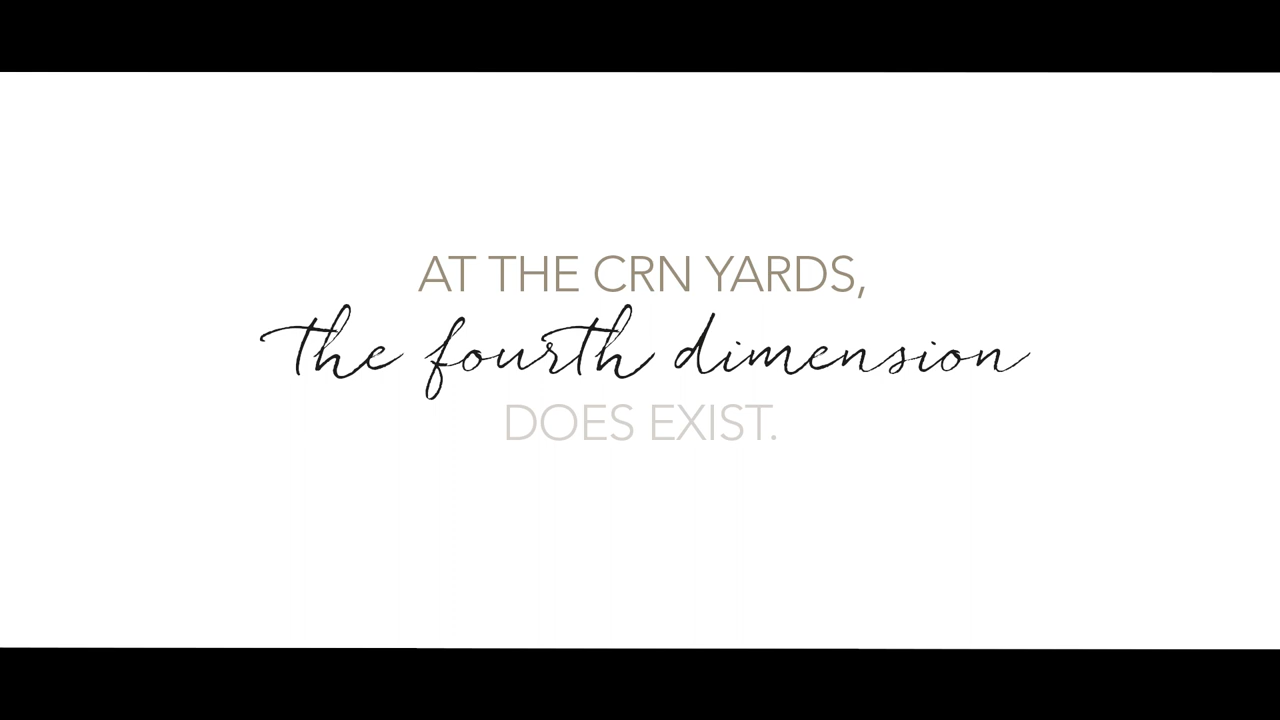 AT THE CRN YARDS,
the fourth dimension
DOES EXIST.